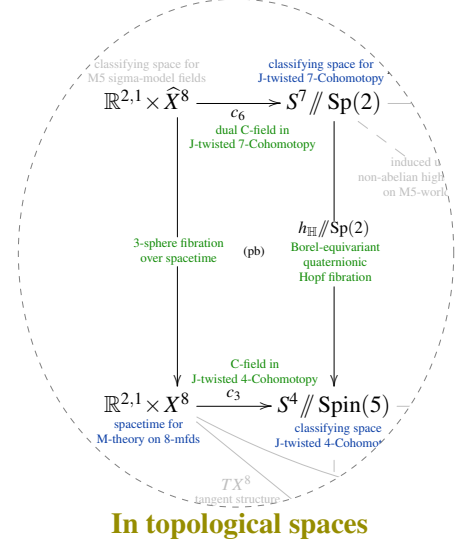 classifying space for
M5 sigma-model fields
classifying space for
J-twisted 7-Cohomotopy
ℝ^{2,1} × X̂^8
c_6
S^7 // Sp(2)
dual C-field in
J-twisted 7-Cohomotopy
induced
non-abelian high
on M5-worl
3-sphere fibration
over spacetime
(pb)
h_ℍ // Sp(2)
Borel-equivariant
quaternionic
Hopf fibration
C-field in
J-twisted 4-Cohomotopy
ℝ^{2,1} × X^8
c_3
S^4 // Spin(5)
spacetime for
M-theory on 8-mfds
classifying space
J-twisted 4-Cohomot
TX^8
tangent structure
In topological spaces